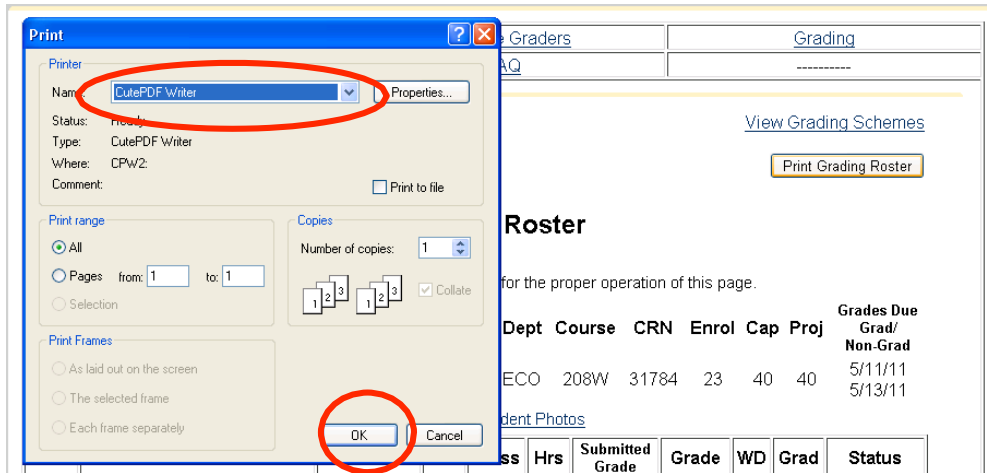 Print
Printer
Name: CutePDF Writer Properties...
Status: Ready
Type: CutePDF Writer
Where: CPW2:
Comment:
Print to file
Print range
All
Pages from: 1 to: 1
Selection
Copies
Number of copies: 1
1 2 3 1 2 3 Collate
Print Frames
As laid out on the screen
The selected frame
Each frame separately
OK Cancel
Graders Grading
AQ ----------
View Grading Schemes
Print Grading Roster
Roster
for the proper operation of this page.
Dept Course CRN Enrol Cap Proj Grades Due Grad/ Non-Grad
ECO 208W 31784 23 40 40 5/11/11 5/13/11
dent Photos
ss Hrs Submitted Grade Grade WD Grad Status